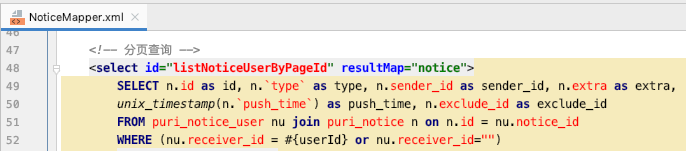 NoticeMapper.xml ×
46
47 <!-- 分页查询 -->
48 <select id="listNoticeUserByPageId" resultMap="notice">
49 SELECT n.id as id, n.`type` as type, n.sender_id as sender_id, n.extra as extra,
50 unix_timestamp(n.`push_time`) as push_time, n.exclude_id as exclude_id
51 FROM puri_notice_user nu join puri_notice n on n.id = nu.notice_id
52 WHERE (nu.receiver_id = #{userId} or nu.receiver_id="")